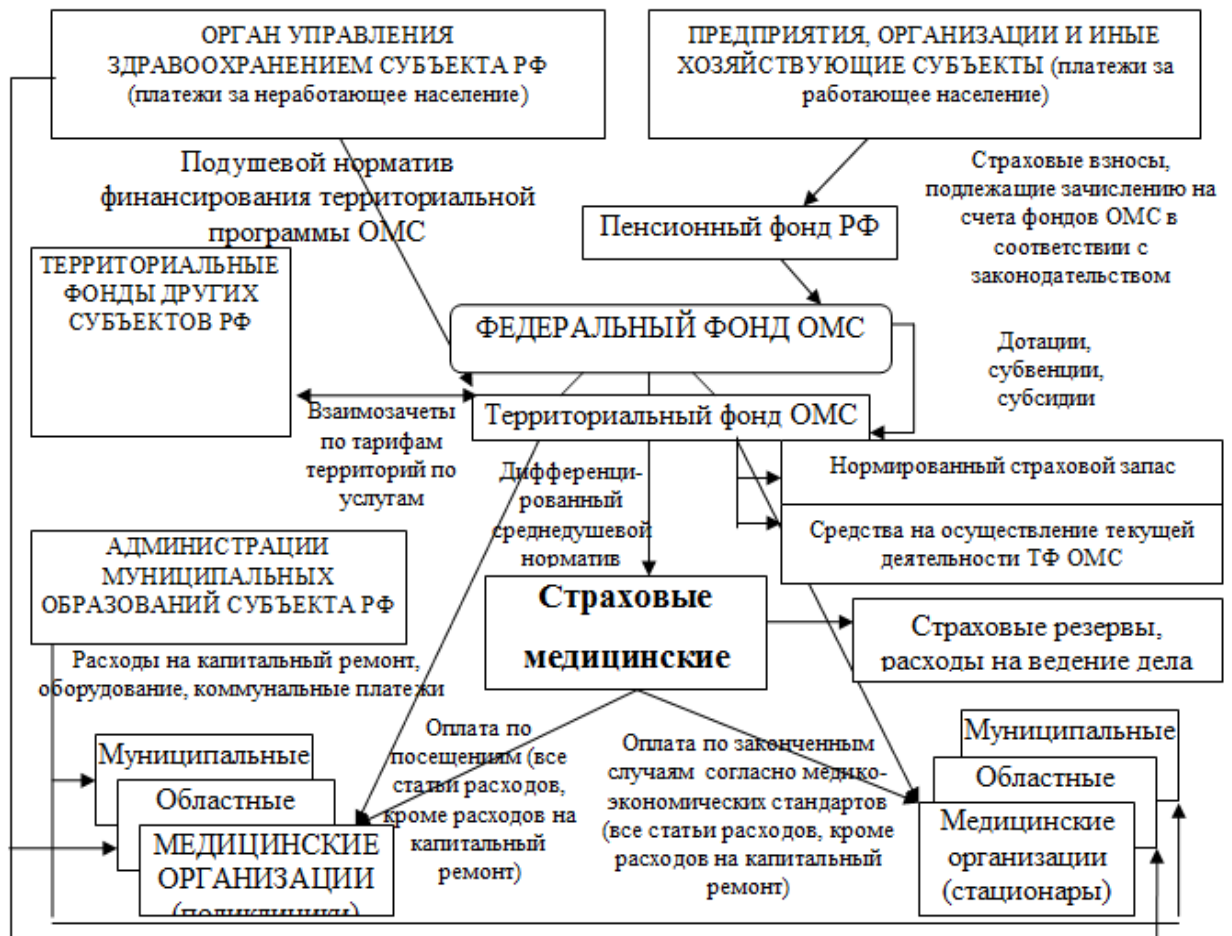 ОРГАН УПРАВЛЕНИЯ
ЗДРАВООХРАНЕНИЕМ СУБЪЕКТА РФ
(платежи за неработающее население)
ПРЕДПРИЯТИЯ, ОРГАНИЗАЦИИ И ИНЫЕ
ХОЗЯЙСТВУЮЩИЕ СУБЪЕКТЫ (платежи за
работающее население)
Подушевой норматив
финансирования территориальной
программы ОМС
Страховые взносы,
подлежащие зачислению на
счета фондов ОМС в
соответствии с
законодательством
Пенсионный фонд РФ
ТЕРРИТОРИАЛЬНЫЕ
ФОНДЫ ДРУГИХ
СУБЪЕКТОВ РФ
ФЕДЕРАЛЬНЫЙ ФОНД ОМС
Дотации,
субвенции,
субсидии
Территориальный фонд ОМС
Взаимозачеты
по тарифам
территорий по
услугам
Дифференци-
рованный
среднедушевой
норматив
Нормированный страховой запас
Средства на осуществление текущей
деятельности ТФ ОМС
АДМИНИСТРАЦИИ
МУНИЦИПАЛЬНЫХ
ОБРАЗОВАНИЙ СУБЪЕКТА РФ
Страховые
медицинские
Страховые резервы,
расходы на ведение дела
Расходы на капитальный ремонт,
оборудование, коммунальные платежи
Оплата по
посещениям (все
статьи расходов,
кроме расходов на
капитальный
ремонт)
Оплата по законченным
случаям согласно медико-
экономических стандартов
(все статьи расходов, кроме
расходов на капитальный
ремонт)
Муниципальные
Областные
МЕДИЦИНСКИЕ
ОРГАНИЗАЦИИ
(поликлиники)
Муниципальные
Областные
Медицинские
организации
(стационары)